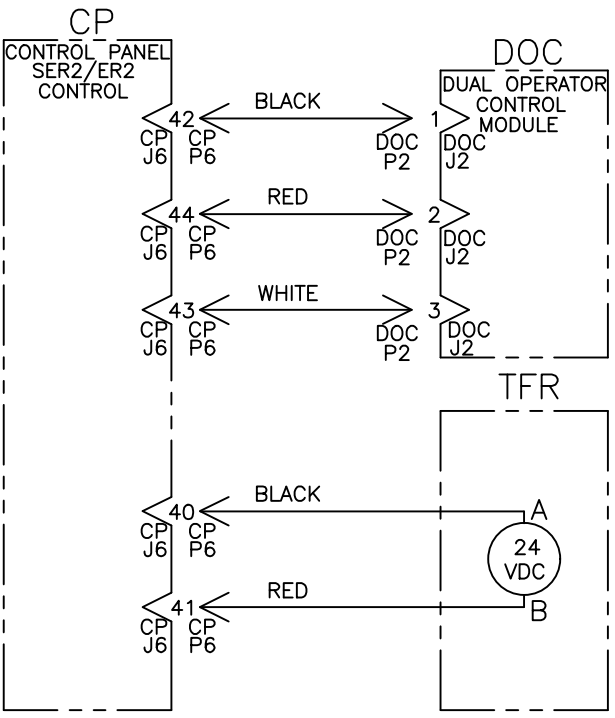 CP
CONTROL PANEL
SER2/ER2
CONTROL
DOC
DUAL OPERATOR
CONTROL
MODULE
42
BLACK
1
CP
J6
CP
P6
DOC
P2
DOC
J2
44
RED
2
CP
J6
CP
P6
DOC
P2
DOC
J2
43
WHITE
3
CP
J6
CP
P6
DOC
P2
DOC
J2
TFR
40
BLACK
A
CP
J6
CP
P6
24
VDC
41
RED
B
CP
J6
CP
P6